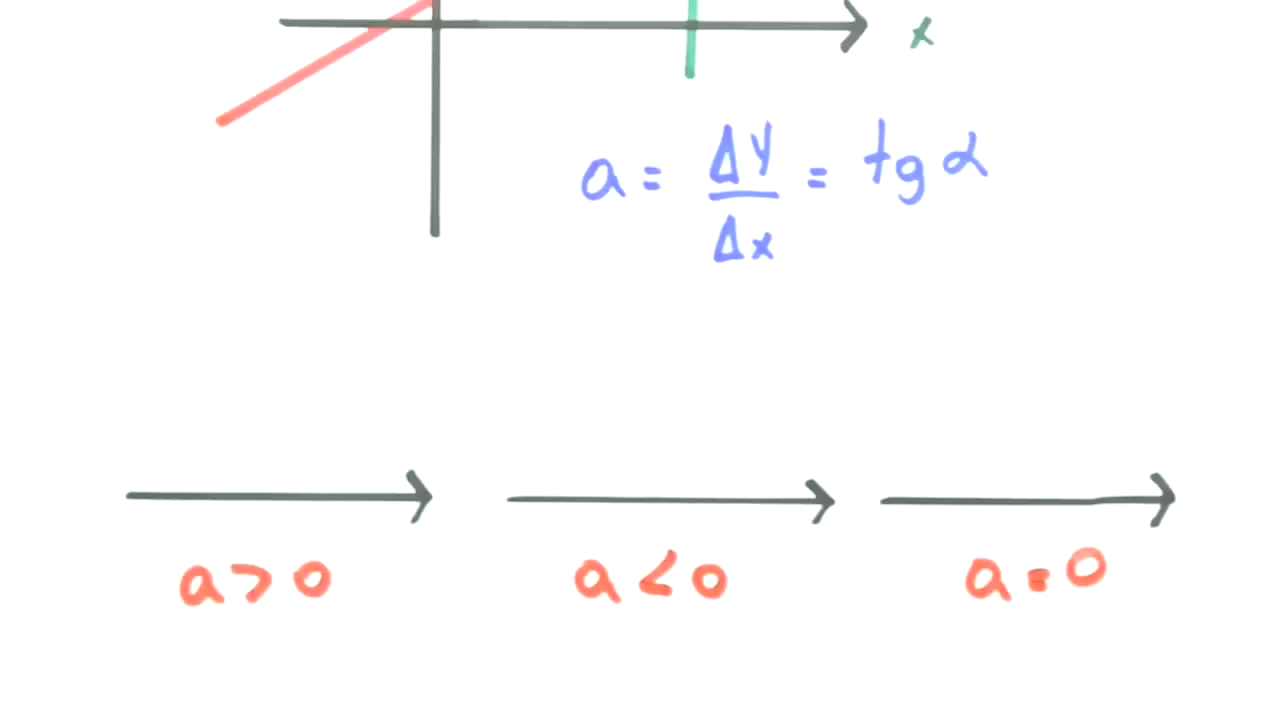 x
a = Δy/Δx = tg α
a > 0 a < 0 a = 0